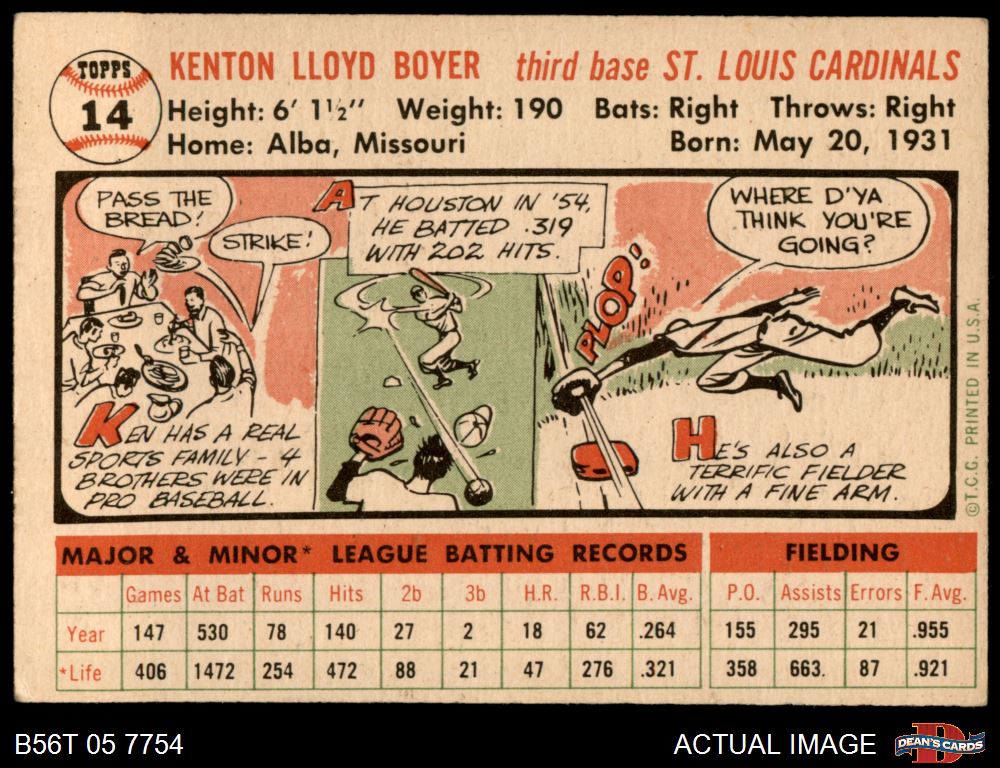 TOPPS
14
KENTON LLOYD BOYER third base ST. LOUIS CARDINALS
Height: 6' 1½" Weight: 190 Bats: Right Throws: Right
Home: Alba, Missouri Born: May 20, 1931
PASS THE
BREAD!
STRIKE!
KEN HAS A REAL
SPORTS FAMILY - 4
BROTHERS WERE IN
PRO BASEBALL.
AT HOUSTON IN '54,
HE BATTED .319
WITH 202 HITS.
PLOP!
WHERE D'YA
THINK YOU'RE
GOING?
HE'S ALSO A
TERRIFIC FIELDER
WITH A FINE ARM.
©T.C.G. PRINTED IN U.S.A.
MAJOR & MINOR* LEAGUE BATTING RECORDS FIELDING
Games At Bat Runs Hits 2b 3b H.R. R.B.I. B. Avg. P.O. Assists Errors F. Avg.
Year 147 530 78 140 27 2 18 62 .264 155 295 21 .955
*Life 406 1472 254 472 88 21 47 276 .321 358 663. 87 .921
B56T 05 7754 ACTUAL IMAGE DEAN'S CARDS